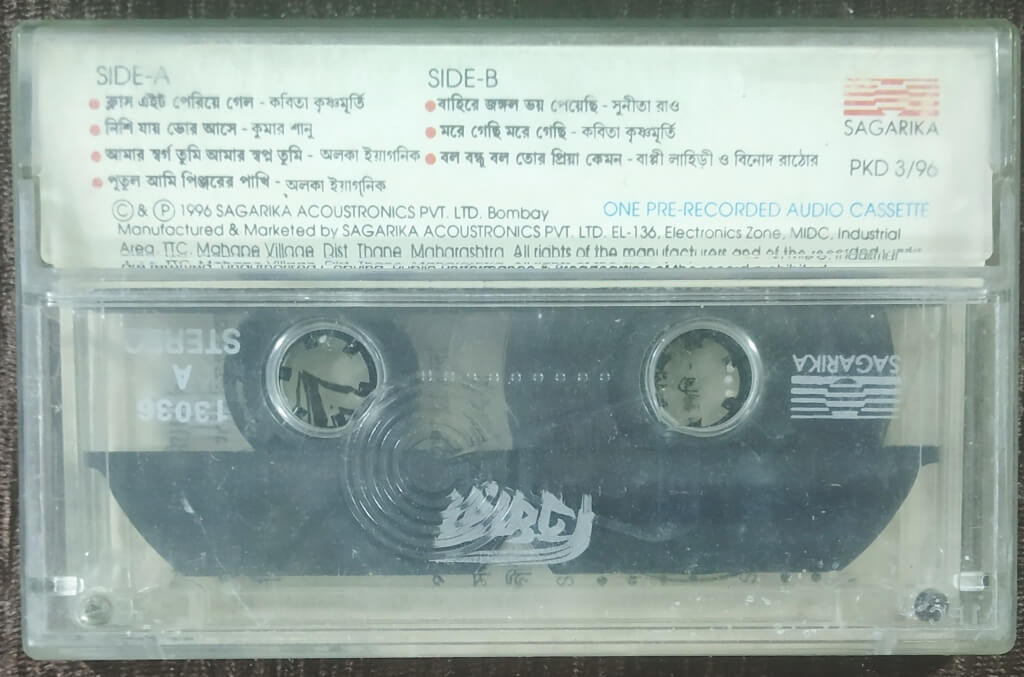 SIDE-A
ক্লাস এইট পেরিয়ে গেল - কবিতা কৃষ্ণমূর্তি
নিশি যায় ভোর আসে - কুমার শানু
আমার স্বর্গ তুমি আমার স্বপ্ন তুমি - অলকা ইয়াগনিক
পুতুল আমি পিঞ্জরের পাখি - অলকা ইয়াগ্নিক
SIDE-B
বাহিরে জঙ্গল ভয় পেয়েছি - সুনীতা রাও
মরে গেছি মরে গেছি - কবিতা কৃষ্ণমূর্তি
বল বন্ধু বল তোর প্রিয়া কেমন - বাপ্পী লাহিড়ী ও বিনোদ রাঠোর
SAGARIKA
PKD 3/96
© & ℗ 1996 SAGARIKA ACOUSTRONICS PVT. LTD. Bombay
ONE PRE-RECORDED AUDIO CASSETTE
Manufactured & Marketed by SAGARIKA ACOUSTRONICS PVT. LTD. EL-136, Electronics Zone, MIDC, Industrial
Area, TTC, Mahape Village Dist Thane Maharashtra All rights of the manufacturers and of the
STEREO
A
13036
SAGARIKA